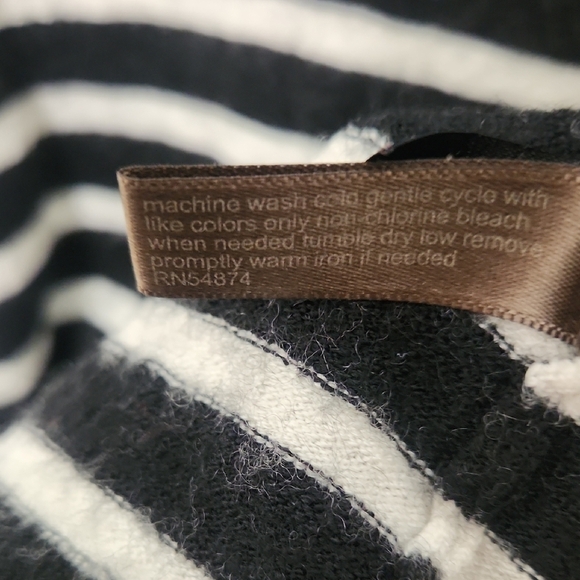 machine wash cold gentle cycle with
like colors only non-chlorine bleach
when needed tumble dry low remove
promptly warm iron if needed
RN54874